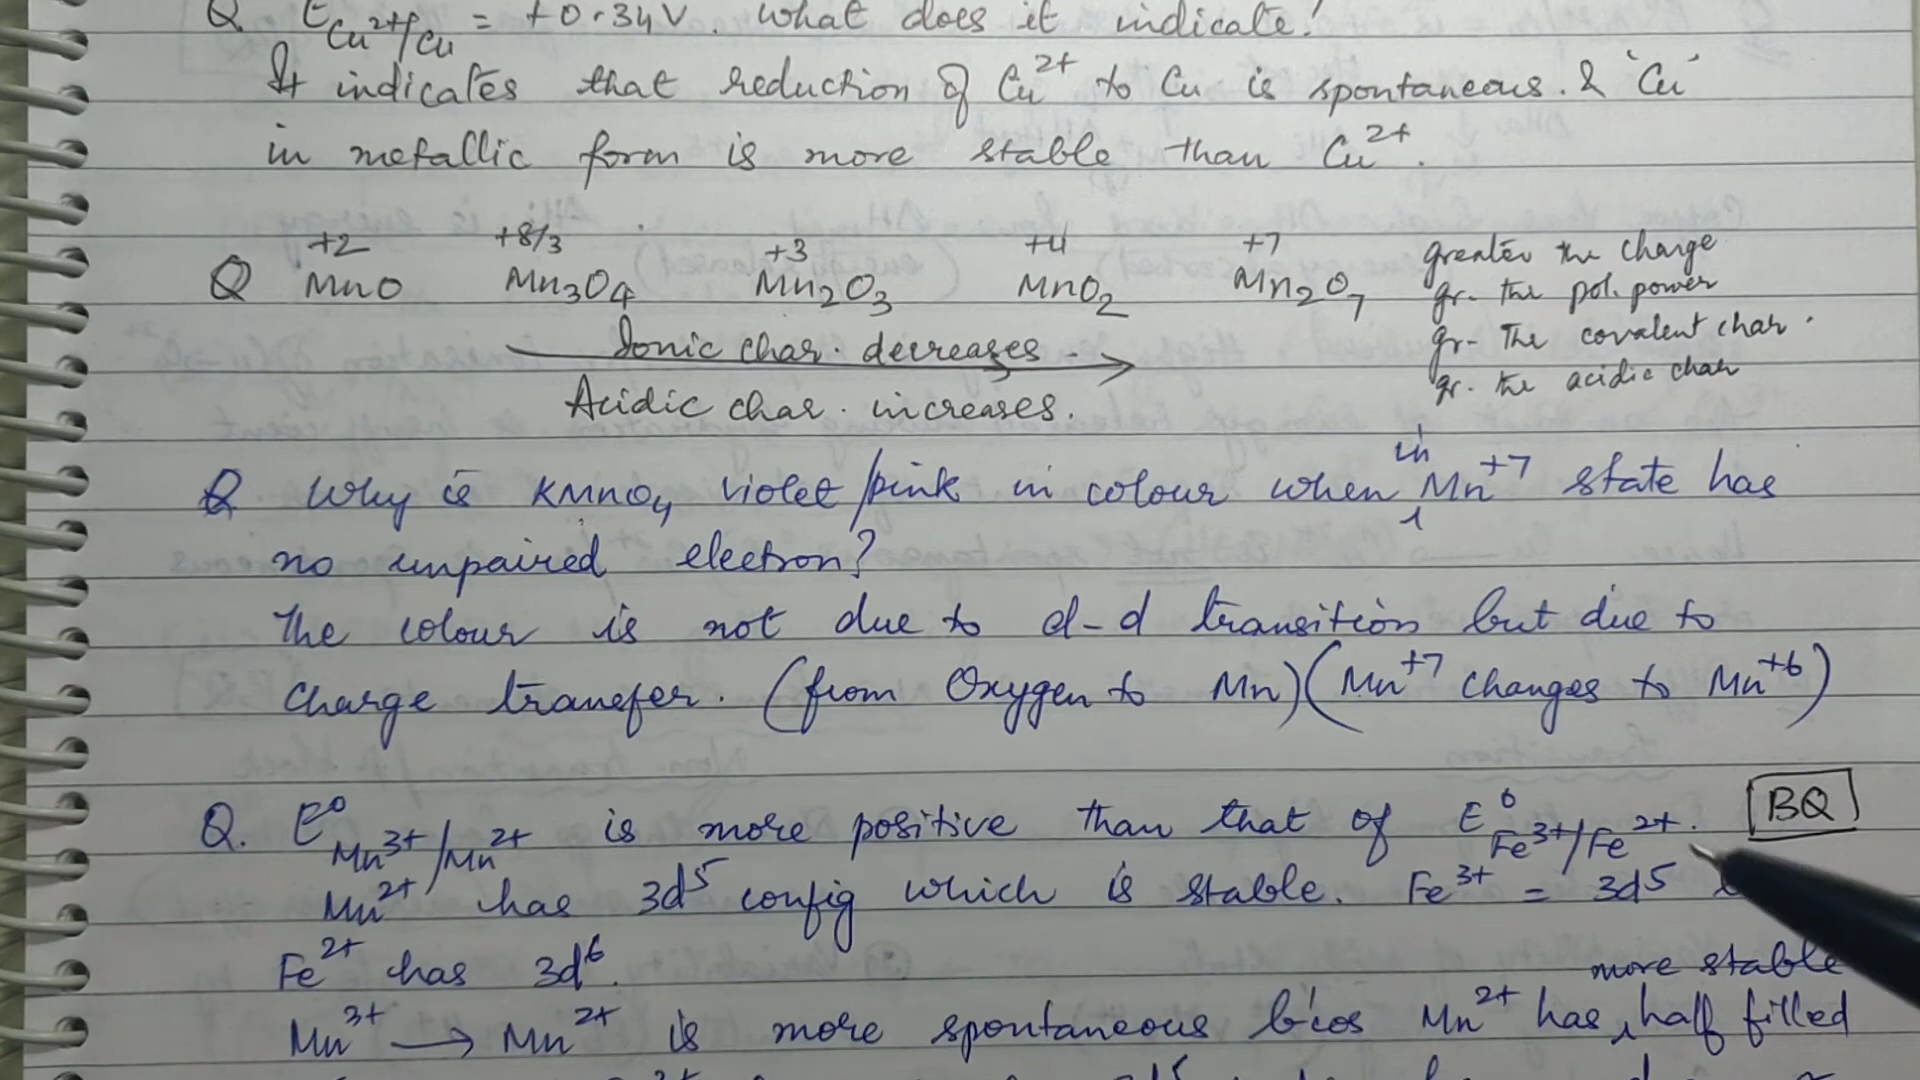 Q E°Cu²⁺/Cu = +0.34V. What does it indicate?
It indicates that reduction of Cu²⁺ to Cu is spontaneous. & 'Cu'
in metallic form is more stable than Cu²⁺.
+2 +8/3 +3 +4 +7
Q MnO Mn₃O₄ Mn₂O₃ MnO₂ Mn₂O₇
greater the charge
gr. the pol. power
gr- The covalent char.
gr. the acidic char
Ionic char. decreases.
Acidic char. increases.
Q Why is KMnO₄ violet/pink in colour when in Mn⁺⁷ state has
no unpaired electron?
The colour is not due to d-d transition but due to
charge transfer. (from Oxygen to Mn) (Mn⁺⁷ changes to Mn⁺⁶)
Q. E⁰Mn³⁺/Mn²⁺ is more positive than that of E⁰Fe³⁺/Fe²⁺. BQ
Mn²⁺ has 3d⁵ config which is stable. Fe³⁺ = 3d⁵
Fe²⁺ has 3d⁶.
more stable
Mn³⁺ → Mn²⁺ is more spontaneous b'cos Mn²⁺ has half filled